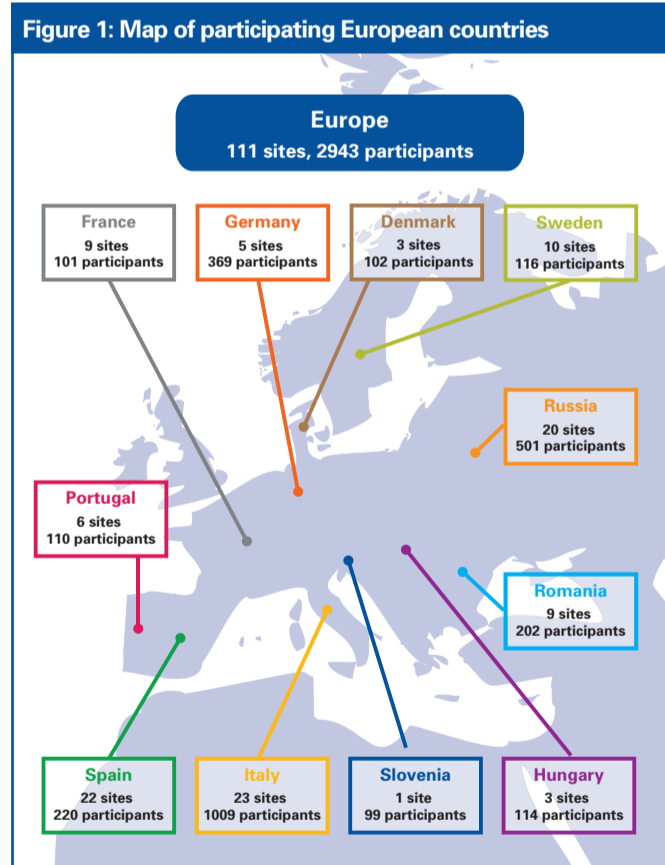 Figure 1: Map of participating European countries
Europe
111 sites, 2943 participants
France
9 sites
101 participants
Germany
5 sites
369 participants
Denmark
3 sites
102 participants
Sweden
10 sites
116 participants
Russia
20 sites
501 participants
Portugal
6 sites
110 participants
Romania
9 sites
202 participants
Spain
22 sites
220 participants
Italy
23 sites
1009 participants
Slovenia
1 site
99 participants
Hungary
3 sites
114 participants